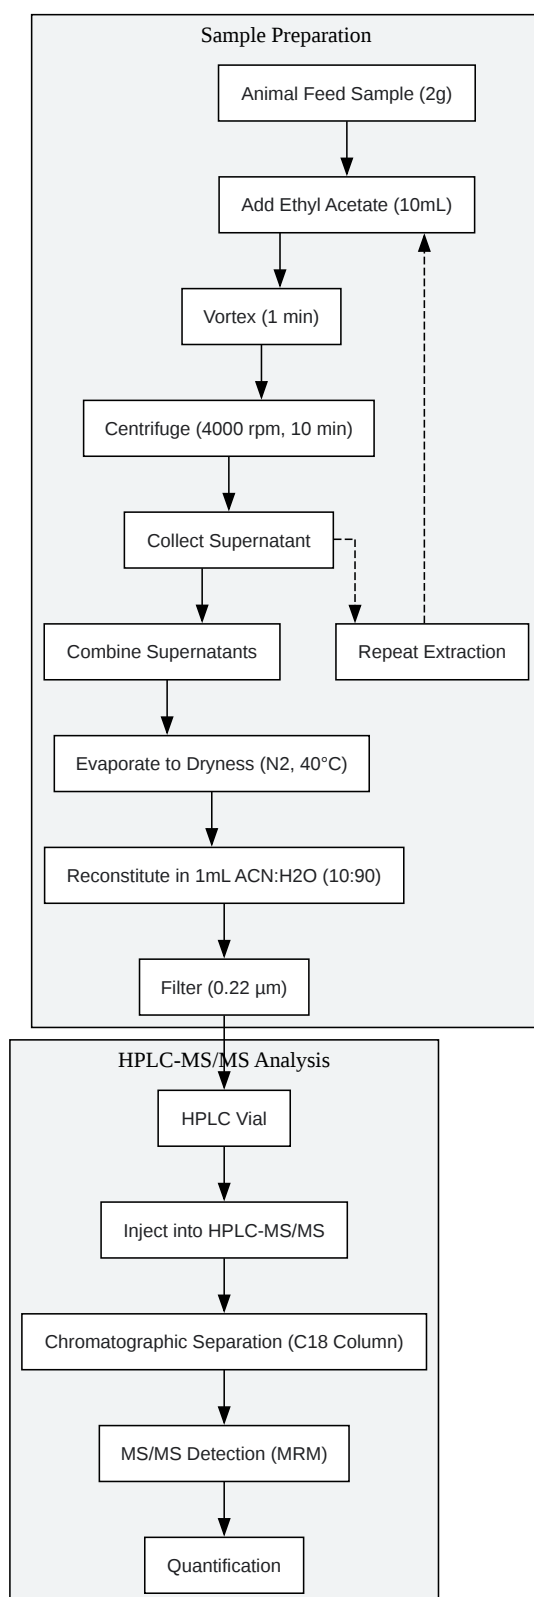 Sample Preparation
Animal Feed Sample (2g)
Add Ethyl Acetate (10mL)
Vortex (1 min)
Centrifuge (4000 rpm, 10 min)
Collect Supernatant
Combine Supernatants
Repeat Extraction
Evaporate to Dryness (N2, 40°C)
Reconstitute in 1mL ACN:H2O (10:90)
Filter (0.22 µm)
HPLC-MS/MS Analysis
HPLC Vial
Inject into HPLC-MS/MS
Chromatographic Separation (C18 Column)
MS/MS Detection (MRM)
Quantification